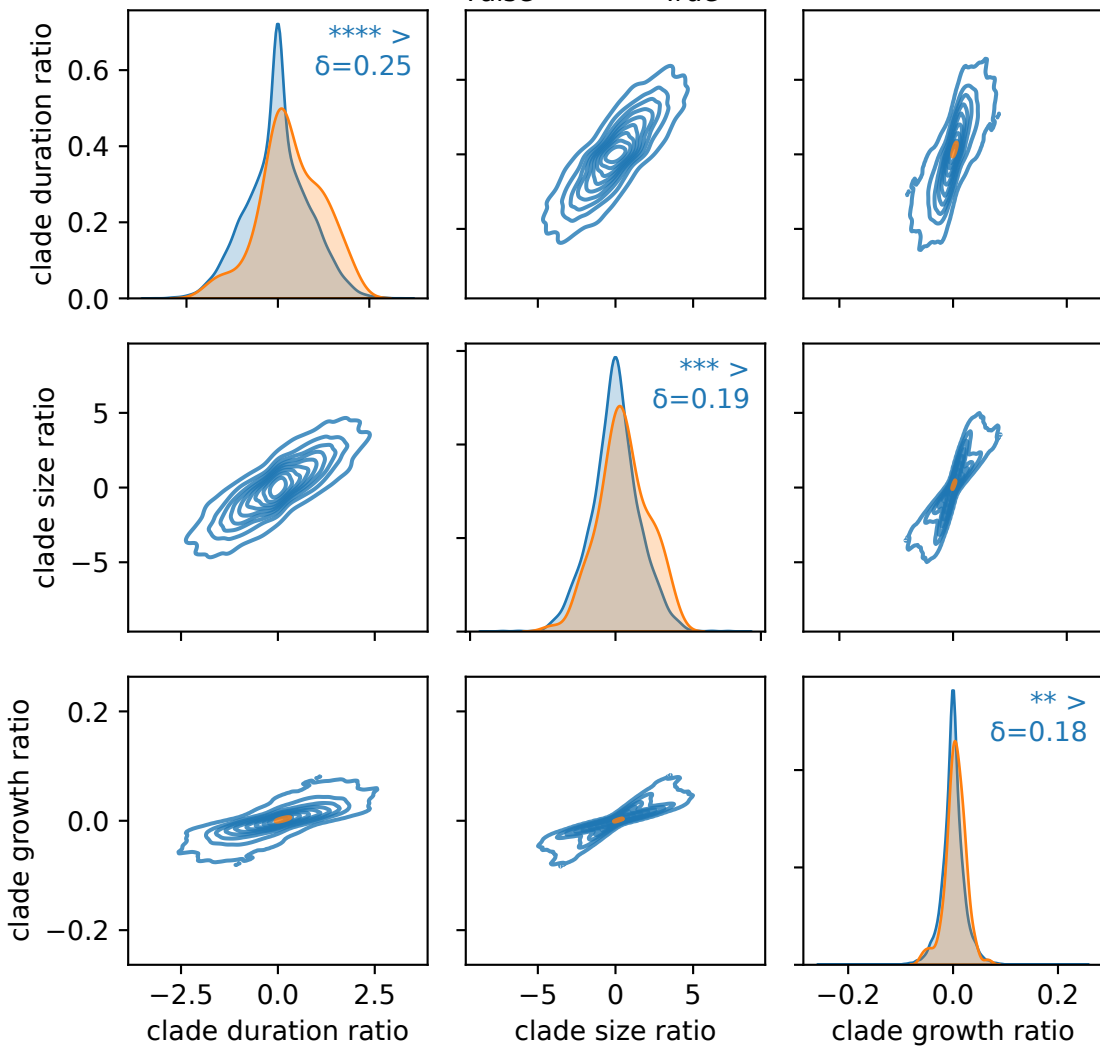 **** >
δ=0.25
clade duration ratio
0.6
0.4
0.2
0.0
*** >
δ=0.19
clade size ratio
5
0
−5
** >
δ=0.18
clade growth ratio
0.2
0.0
−0.2
−2.5 0.0 2.5
−5 0 5
−0.2 0.0 0.2
clade duration ratio
clade size ratio
clade growth ratio